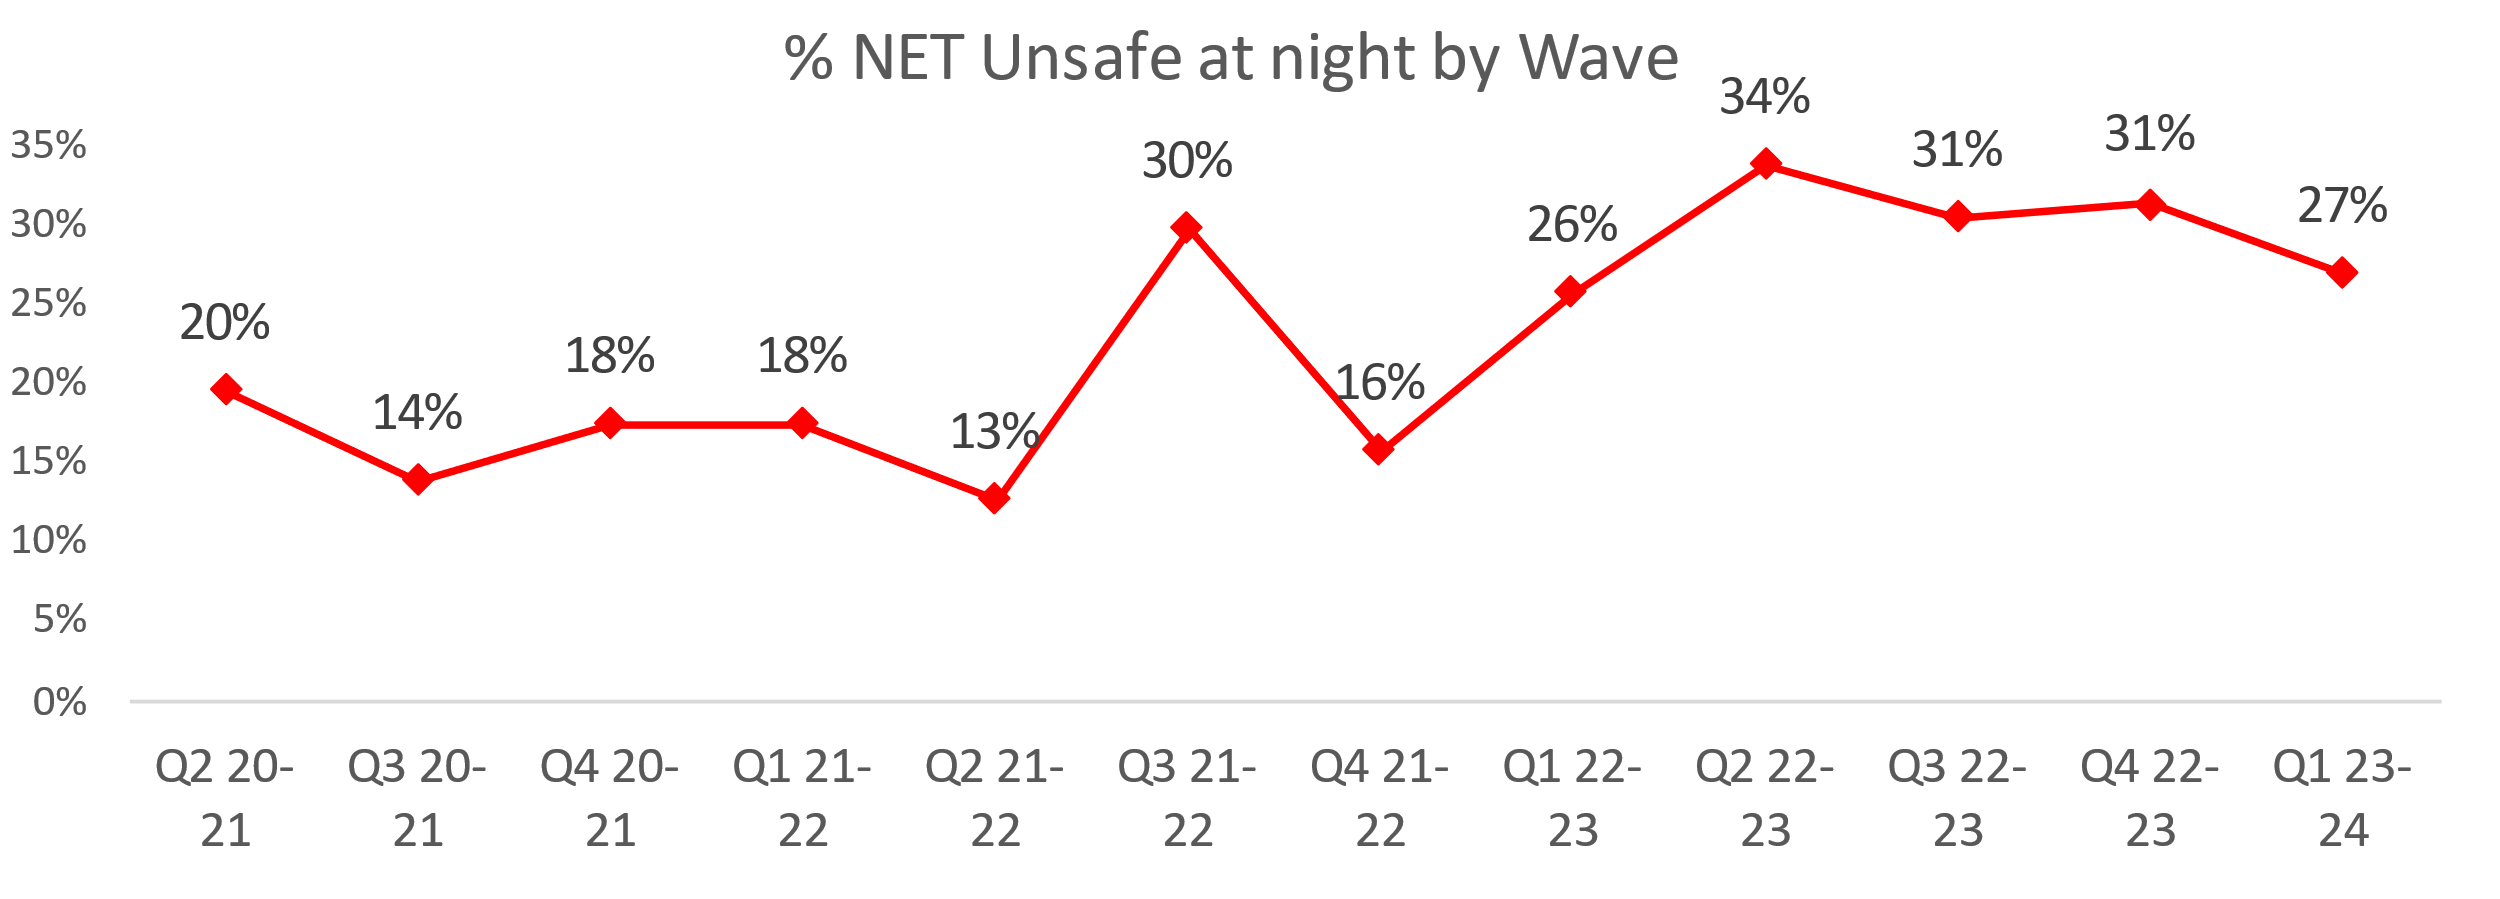 % NET Unsafe at night by Wave
35%
30%
25%
20%
15%
10%
5%
0%
20%
14%
18%
18%
13%
30%
16%
26%
34%
31%
31%
27%
Q2 20-
21
Q3 20-
21
Q4 20-
21
Q1 21-
22
Q2 21-
22
Q3 21-
22
Q4 21-
22
Q1 22-
23
Q2 22-
23
Q3 22-
23
Q4 22-
23
Q1 23-
24